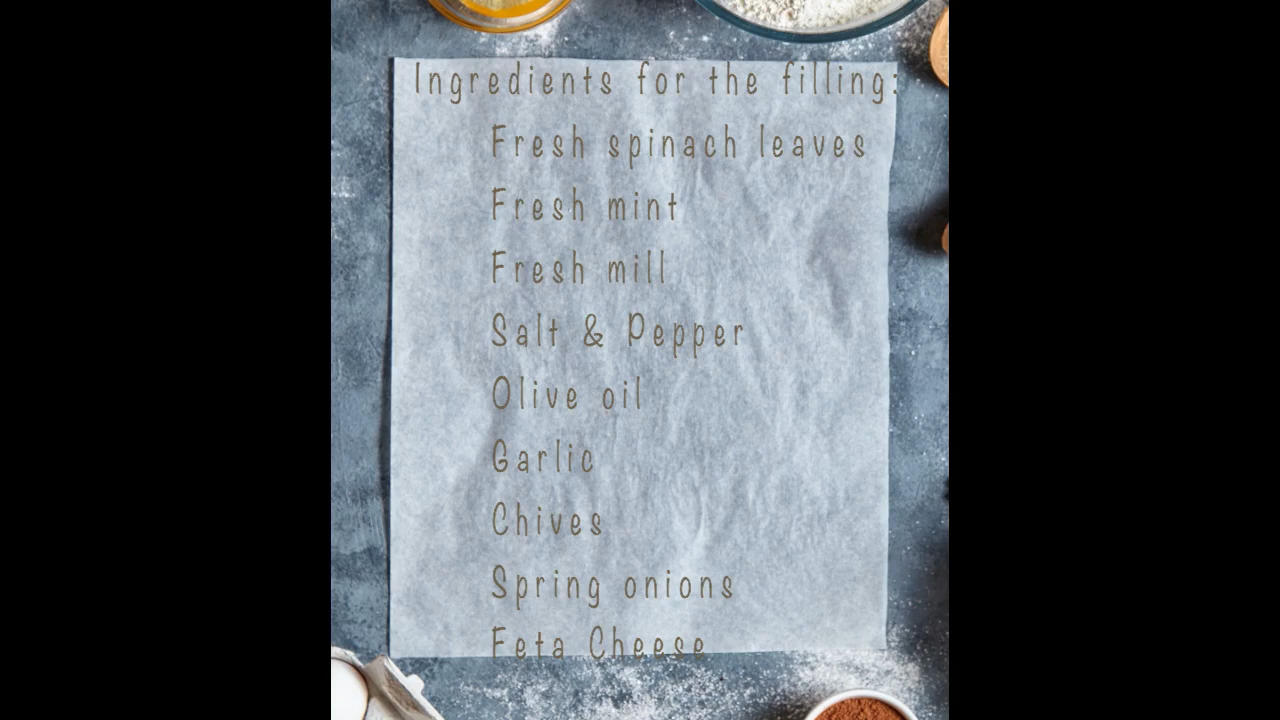 Ingredients for the filling:
Fresh spinach leaves
Fresh mint
Fresh mill
Salt & Pepper
Olive oil
Garlic
Chives
Spring onions
Feta Cheese